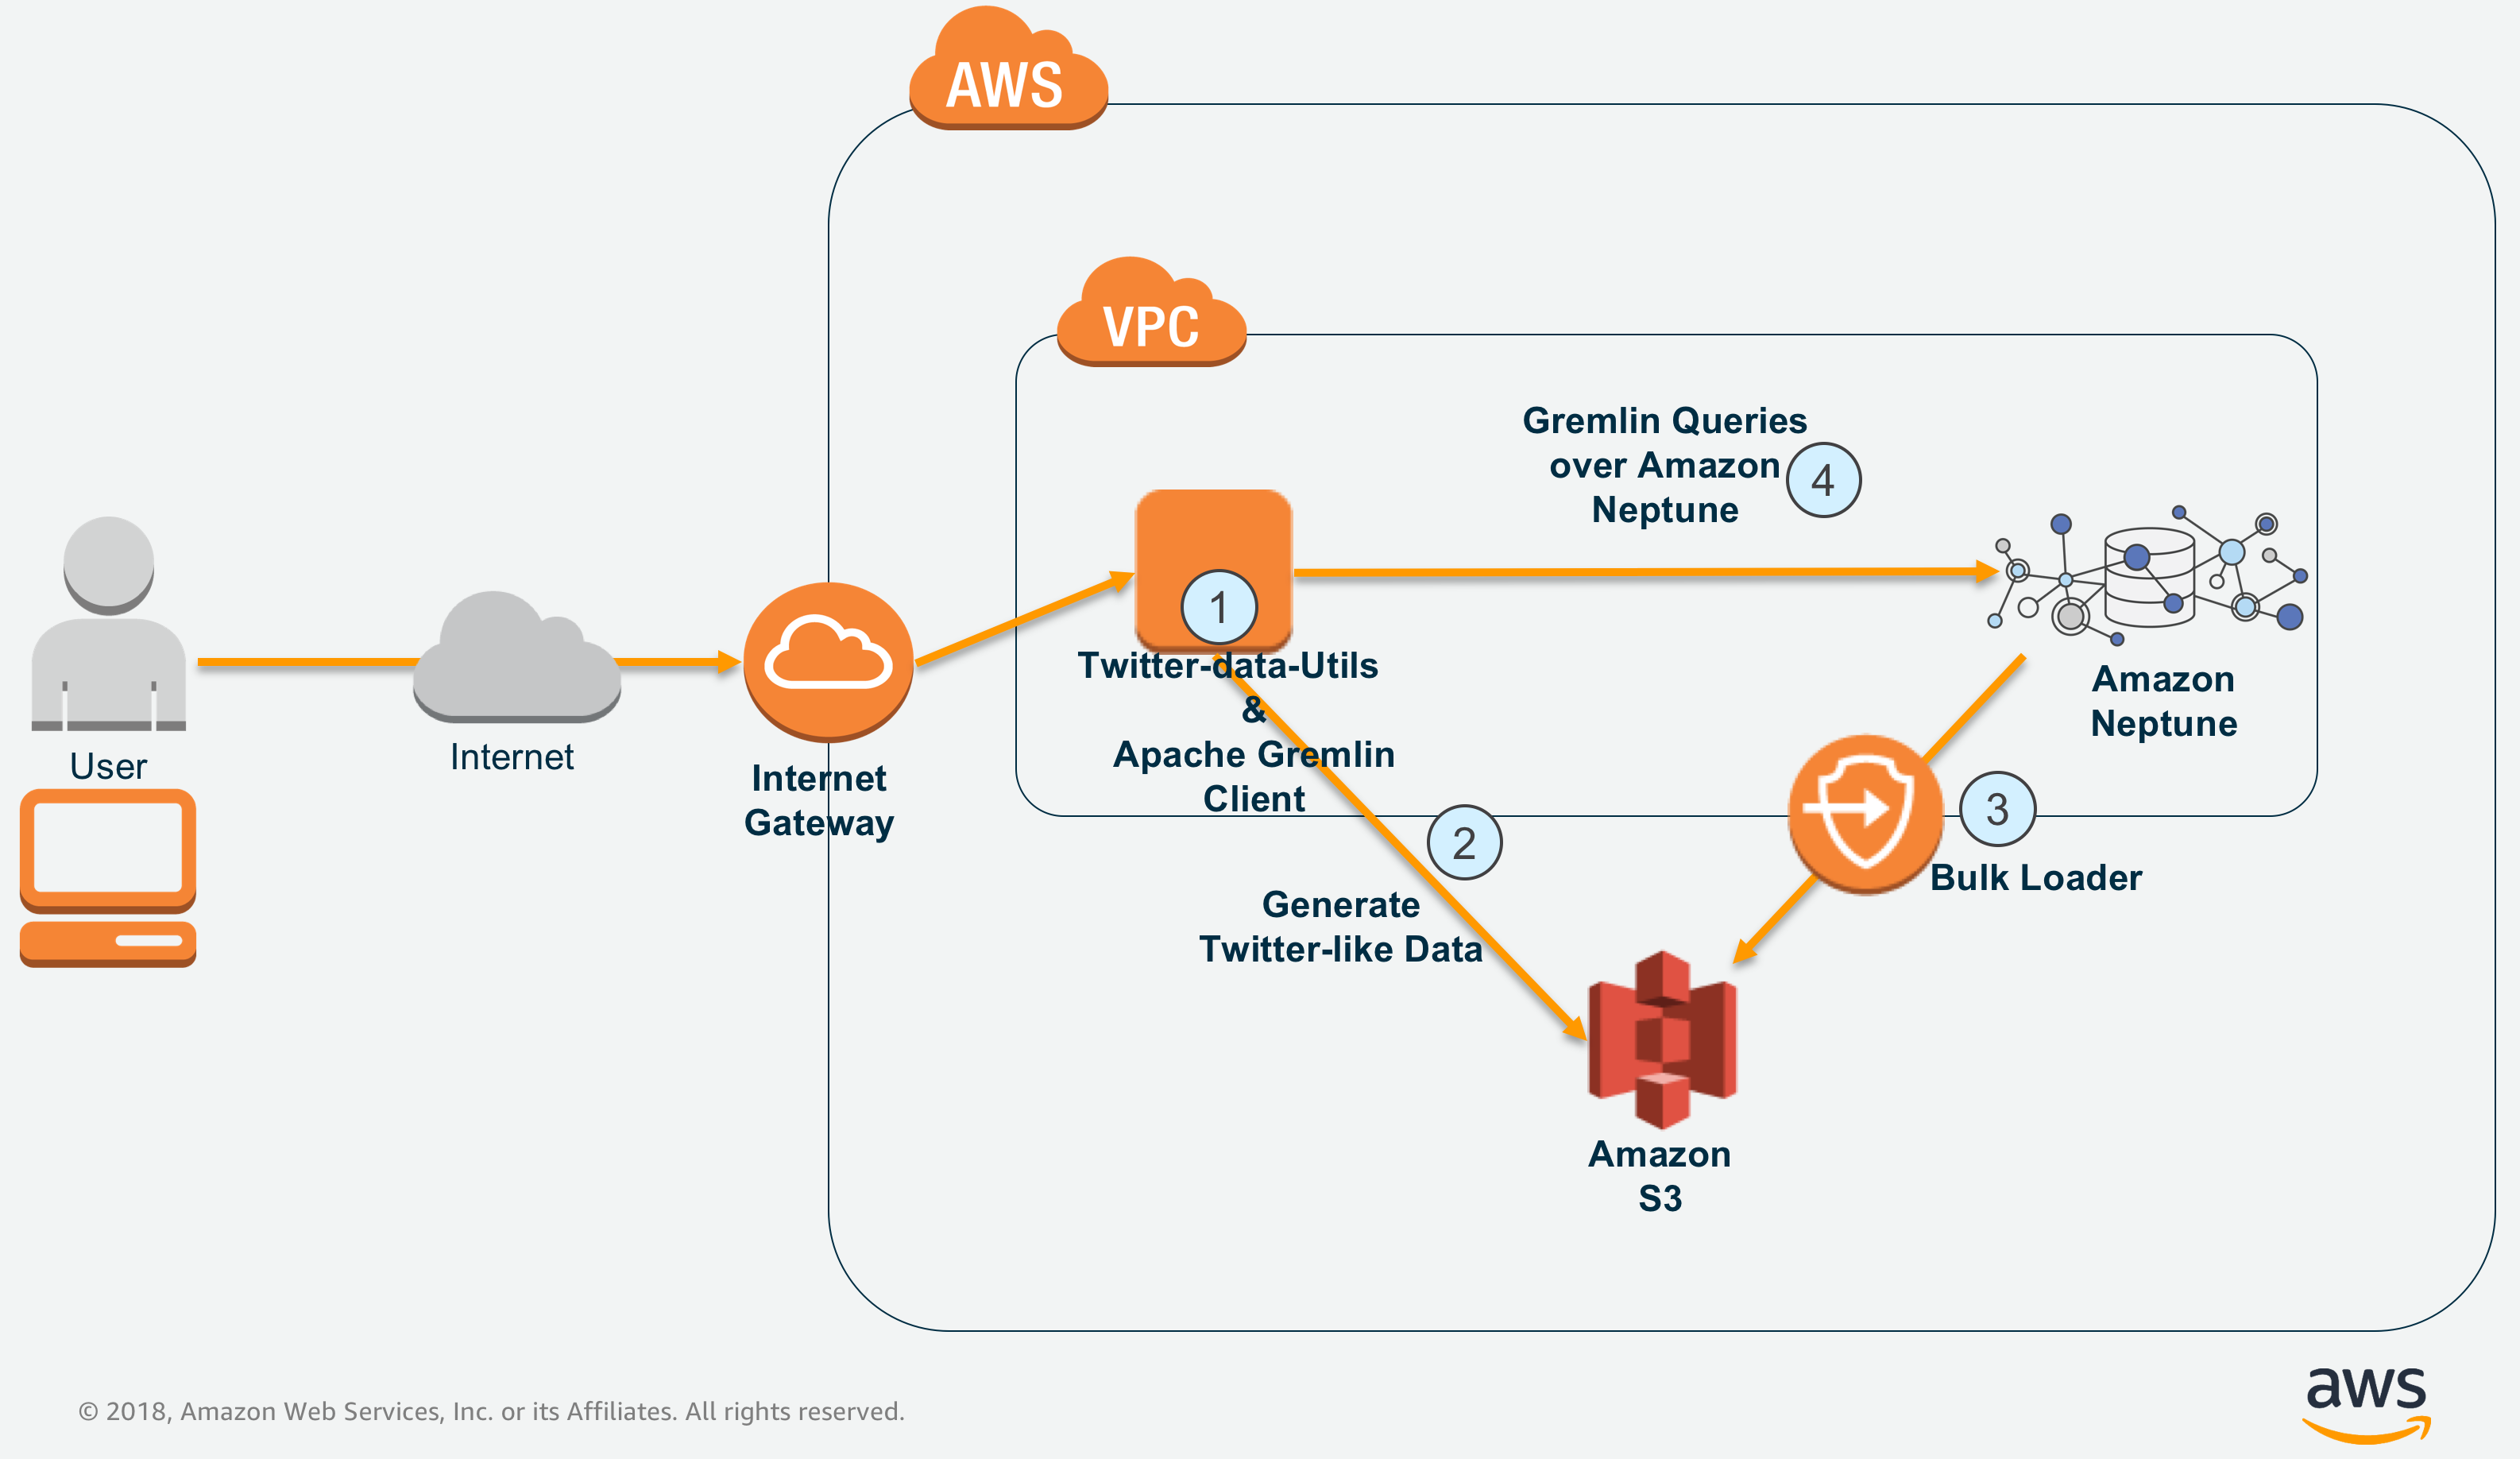 AWS
VPC
Gremlin Queries
over Amazon
Neptune
4
1
Twitter-data-Utils
&
Apache Gremlin
Client
Amazon
Neptune
User
Internet
Internet
Gateway
2
3
Bulk Loader
Generate
Twitter-like Data
Amazon
S3
© 2018, Amazon Web Services, Inc. or its Affiliates. All rights reserved.
aws